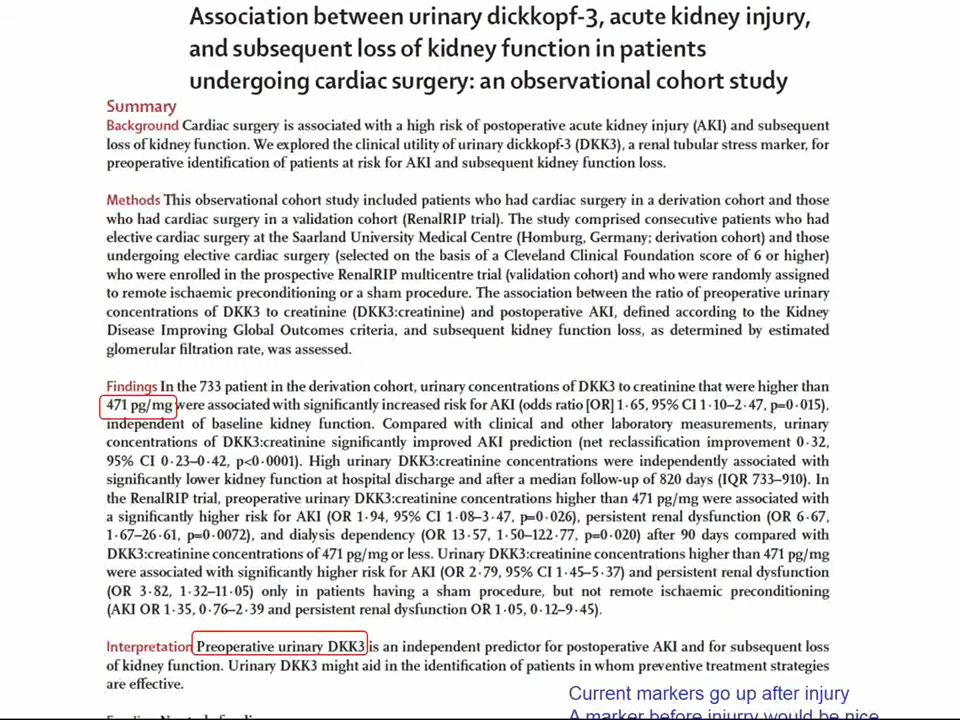 Association between urinary dickkopf-3, acute kidney injury,
and subsequent loss of kidney function in patients
undergoing cardiac surgery: an observational cohort study
Summary
Background Cardiac surgery is associated with a high risk of postoperative acute kidney injury (AKI) and subsequent
loss of kidney function. We explored the clinical utility of urinary dickkopf-3 (DKK3), a renal tubular stress marker, for
preoperative identification of patients at risk for AKI and subsequent kidney function loss.
Methods This observational cohort study included patients who had cardiac surgery in a derivation cohort and those
who had cardiac surgery in a validation cohort (RenalRIP trial). The study comprised consecutive patients who had
elective cardiac surgery at the Saarland University Medical Centre (Homburg, Germany; derivation cohort) and those
undergoing elective cardiac surgery (selected on the basis of a Cleveland Clinical Foundation score of 6 or higher)
who were enrolled in the prospective RenalRIP multicentre trial (validation cohort) and who were randomly assigned
to remote ischaemic preconditioning or a sham procedure. The association between the ratio of preoperative urinary
concentrations of DKK3 to creatinine (DKK3:creatinine) and postoperative AKI, defined according to the Kidney
Disease Improving Global Outcomes criteria, and subsequent kidney function loss, as determined by estimated
glomerular filtration rate, was assessed.
Findings In the 733 patient in the derivation cohort, urinary concentrations of DKK3 to creatinine that were higher than
471 pg/mg were associated with significantly increased risk for AKI (odds ratio [OR] 1·65, 95% CI 1·10–2·47, p=0·015),
independent of baseline kidney function. Compared with clinical and other laboratory measurements, urinary
concentrations of DKK3:creatinine significantly improved AKI prediction (net reclassification improvement 0·32,
95% CI 0·23–0·42, p<0·0001). High urinary DKK3:creatinine concentrations were independently associated with
significantly lower kidney function at hospital discharge and after a median follow-up of 820 days (IQR 733–910). In
the RenalRIP trial, preoperative urinary DKK3:creatinine concentrations higher than 471 pg/mg were associated with
a significantly higher risk for AKI (OR 1·94, 95% CI 1·08–3·47, p=0·026), persistent renal dysfunction (OR 6·67,
1·67–26·61, p=0·0072), and dialysis dependency (OR 13·57, 1·50–122·77, p=0·020) after 90 days compared with
DKK3:creatinine concentrations of 471 pg/mg or less. Urinary DKK3:creatinine concentrations higher than 471 pg/mg
were associated with significantly higher risk for AKI (OR 2·79, 95% CI 1·45–5·37) and persistent renal dysfunction
(OR 3·82, 1·32–11·05) only in patients having a sham procedure, but not remote ischaemic preconditioning
(AKI OR 1·35, 0·76–2·39 and persistent renal dysfunction OR 1·05, 0·12–9·45).
Interpretation Preoperative urinary DKK3 is an independent predictor for postoperative AKI and for subsequent loss
of kidney function. Urinary DKK3 might aid in the identification of patients in whom preventive treatment strategies
are effective.
Current markers go up after injury
A marker before injurry would be nice